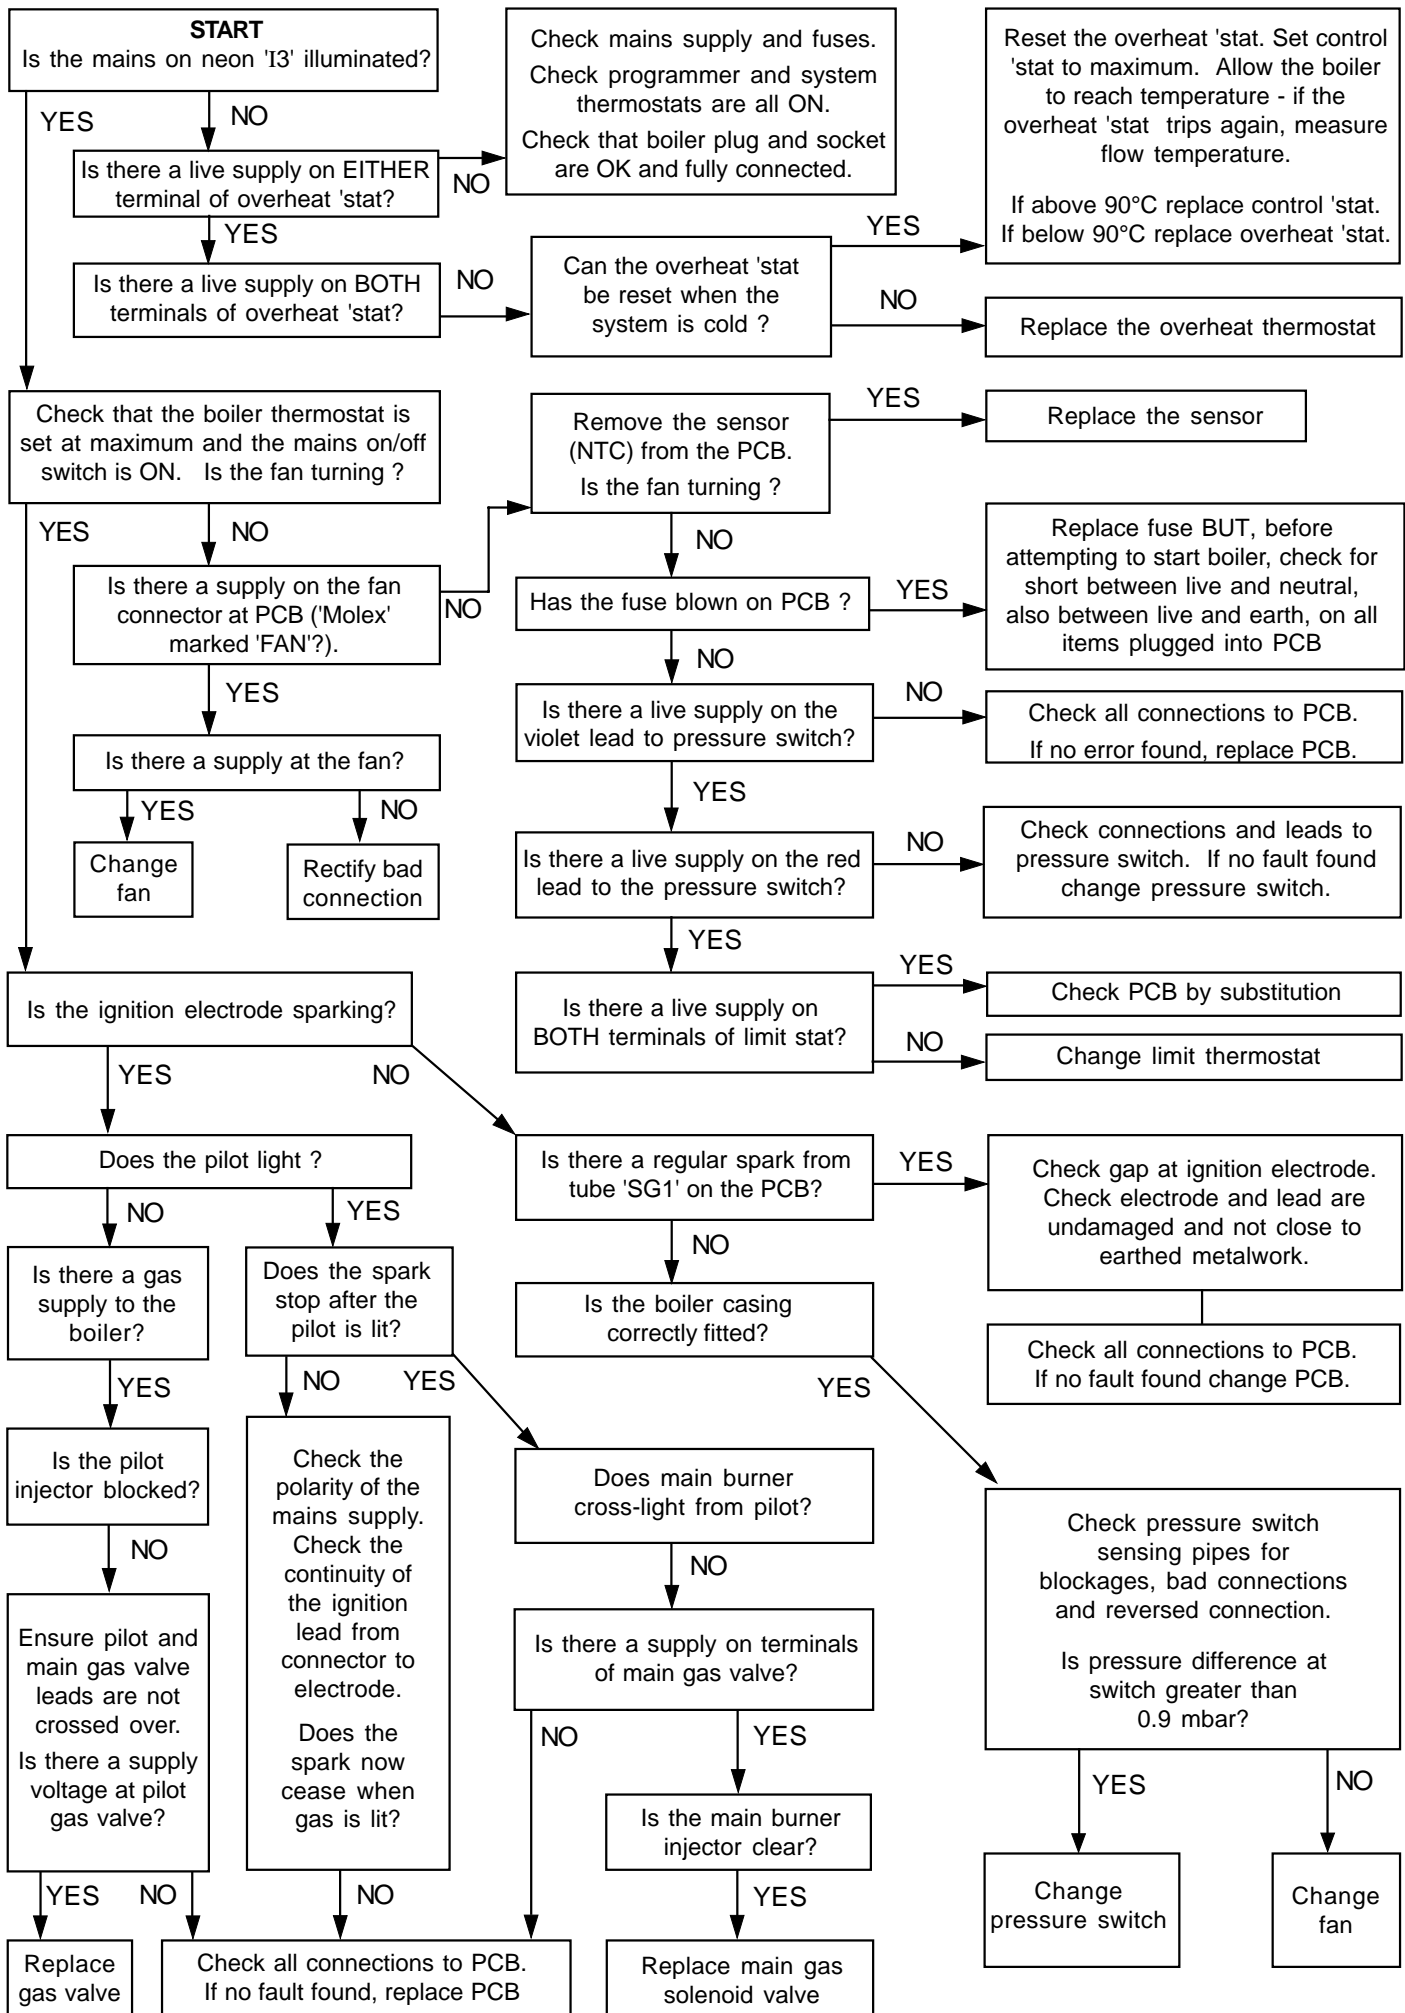 START
Is the mains on neon 'I3' illuminated?
YES
NO
Is there a live supply on EITHER
terminal of overheat 'stat?
NO
Check mains supply and fuses.
Check programmer and system
thermostats are all ON.
Check that boiler plug and socket
are OK and fully connected.
YES
Is there a live supply on BOTH
terminals of overheat 'stat?
NO
Can the overheat 'stat
be reset when the
system is cold ?
YES
Reset the overheat 'stat. Set control
'stat to maximum. Allow the boiler
to reach temperature - if the
overheat 'stat trips again, measure
flow temperature.
If above 90°C replace control 'stat.
If below 90°C replace overheat 'stat.
NO
Replace the overheat thermostat
Check that the boiler thermostat is
set at maximum and the mains on/off
switch is ON. Is the fan turning ?
YES
NO
Is there a supply on the fan
connector at PCB ('Molex'
marked 'FAN'?).
NO
YES
Is there a supply at the fan?
YES
NO
Change
fan
Rectify bad
connection
Remove the sensor
(NTC) from the PCB.
Is the fan turning ?
YES
Replace the sensor
NO
Has the fuse blown on PCB ?
YES
Replace fuse BUT, before
attempting to start boiler, check for
short between live and neutral,
also between live and earth, on all
items plugged into PCB
NO
Is there a live supply on the
violet lead to pressure switch?
NO
Check all connections to PCB.
If no error found, replace PCB.
YES
Is there a live supply on the red
lead to the pressure switch?
NO
Check connections and leads to
pressure switch. If no fault found
change pressure switch.
YES
Is there a live supply on
BOTH terminals of limit stat?
YES
Check PCB by substitution
NO
Change limit thermostat
Is the ignition electrode sparking?
YES
NO
Does the pilot light ?
Is there a regular spark from
tube 'SG1' on the PCB?
YES
Check gap at ignition electrode.
Check electrode and lead are
undamaged and not close to
earthed metalwork.
Check all connections to PCB.
If no fault found change PCB.
NO
YES
NO
Is there a gas
supply to the
boiler?
Does the spark
stop after the
pilot is lit?
Is the boiler casing
correctly fitted?
YES
NO
YES
YES
Is the pilot
injector blocked?
Check the
polarity of the
mains supply.
Check the
continuity of
the ignition
lead from
connector to
electrode.
Does the
spark now
cease when
gas is lit?
Does main burner
cross-light from pilot?
Check pressure switch
sensing pipes for
blockages, bad connections
and reversed connection.
Is pressure difference at
switch greater than
0.9 mbar?
NO
NO
Ensure pilot and
main gas valve
leads are not
crossed over.
Is there a supply
voltage at pilot
gas valve?
Is there a supply on terminals
of main gas valve?
NO
YES
YES
NO
Is the main burner
injector clear?
YES
NO
NO
YES
Change
pressure switch
Change
fan
Replace
gas valve
Check all connections to PCB.
If no fault found, replace PCB
Replace main gas
solenoid valve